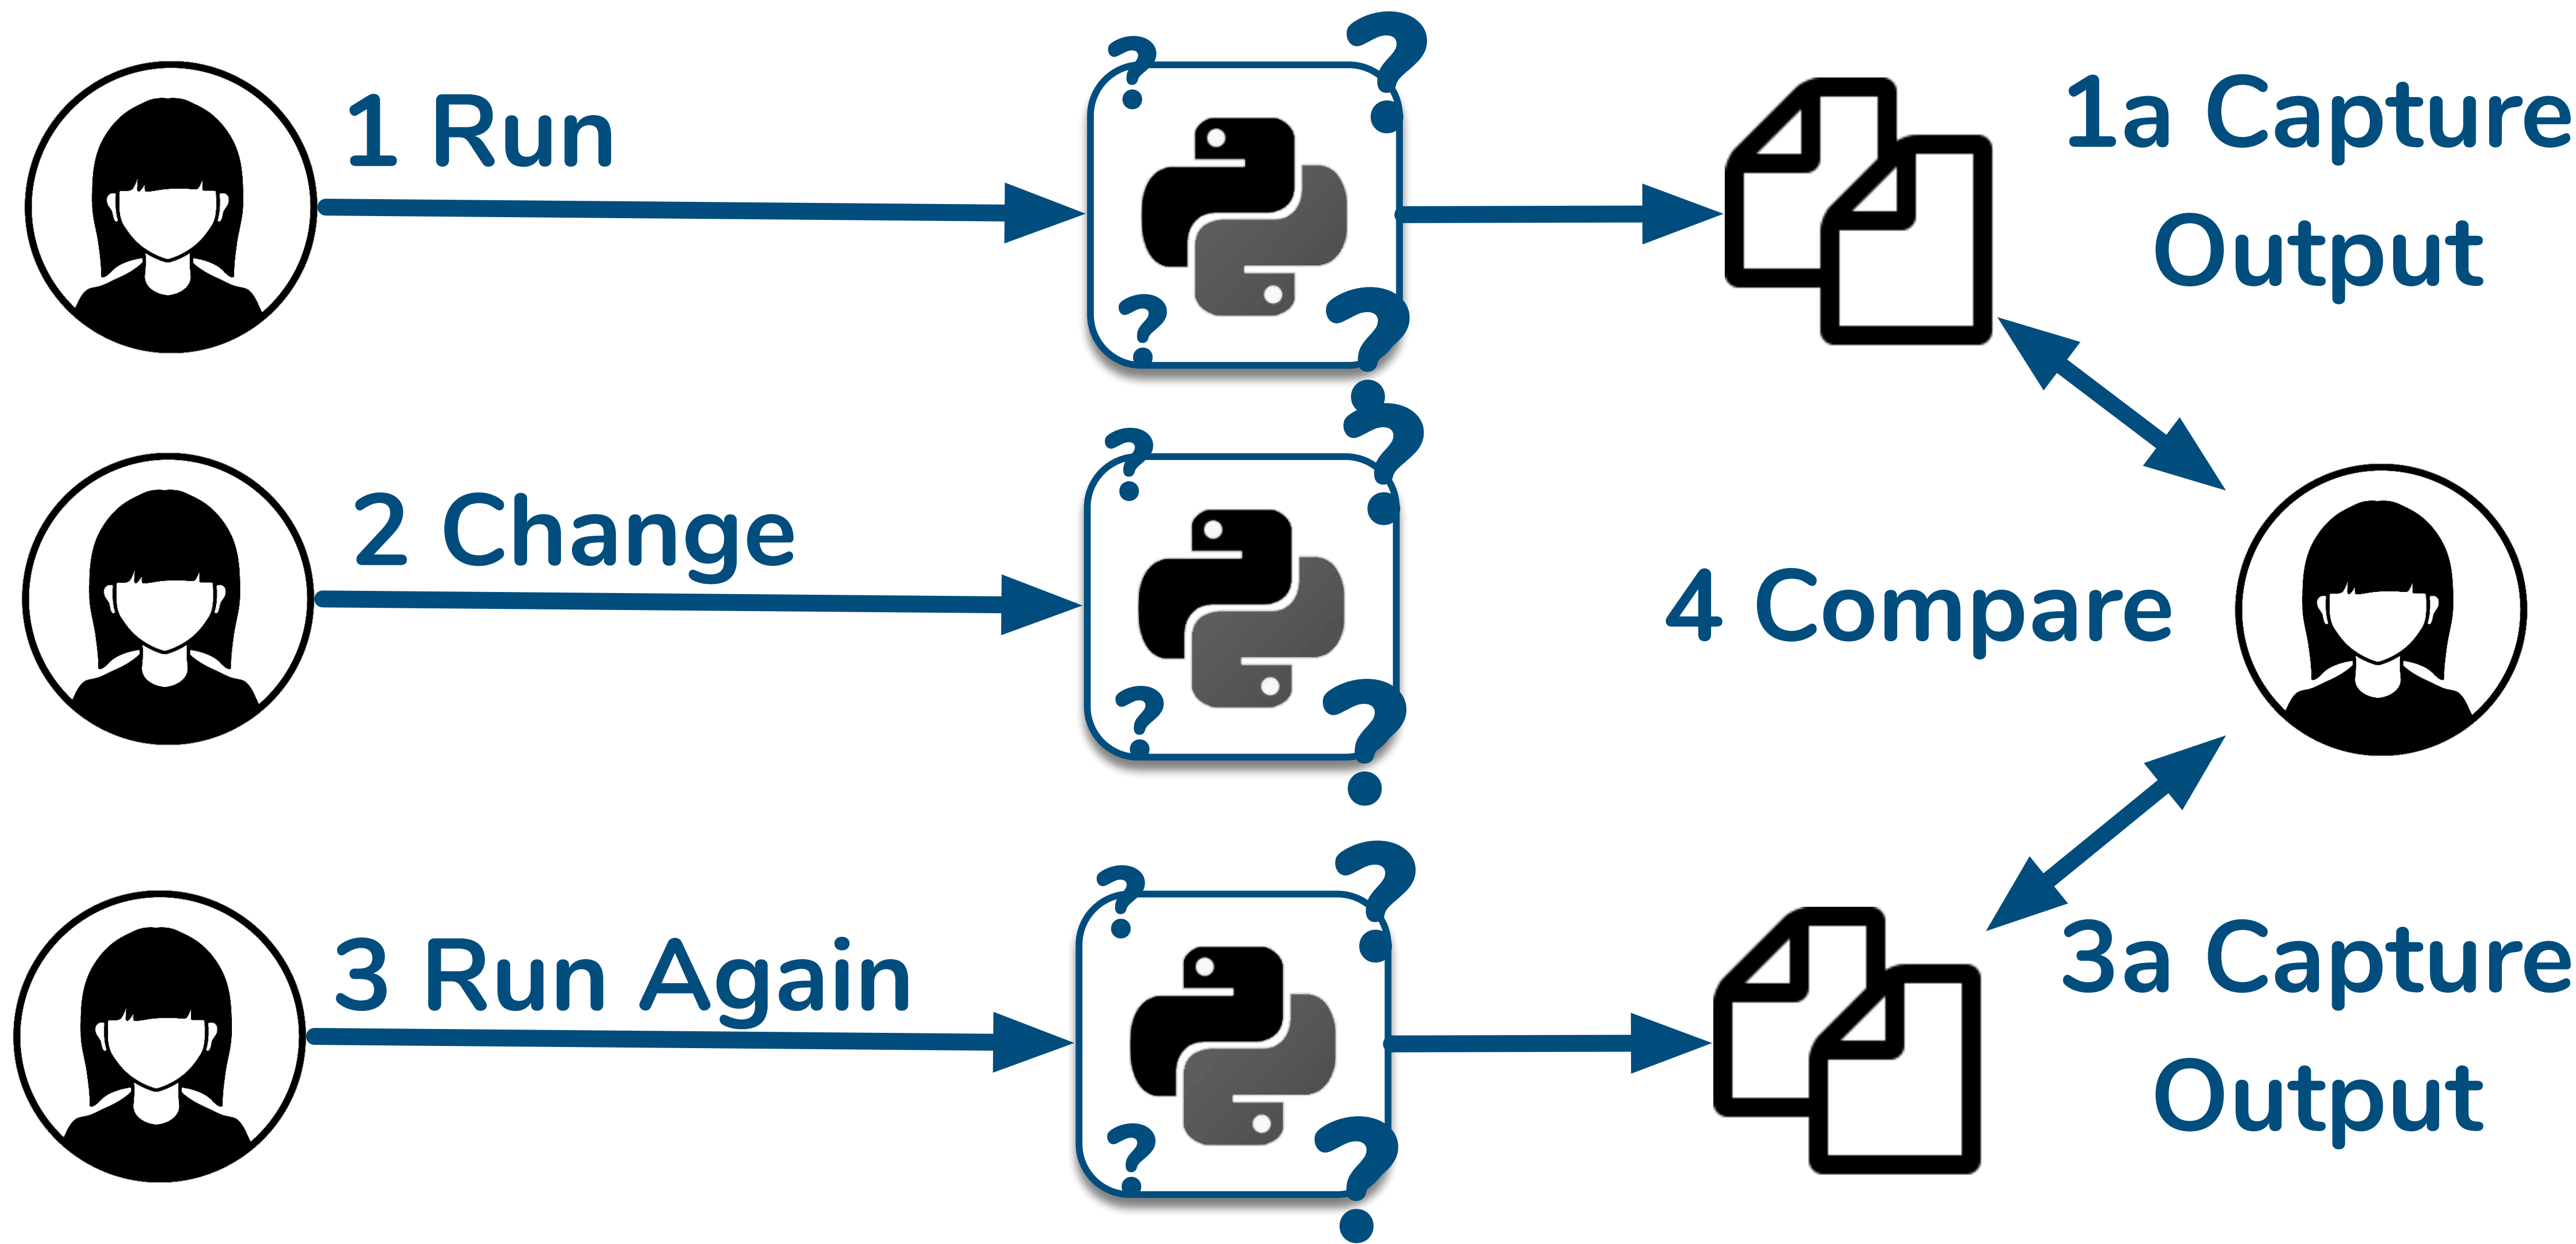 1 Run
1a Capture
Output
2 Change
4 Compare
3 Run Again
3a Capture
Output
? ? ? ?
? ? ? ?
? ? ? ?